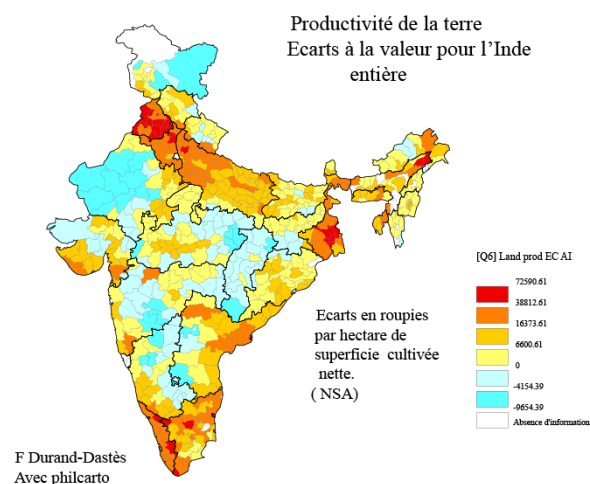 Productivité de la terre
Ecarts à la valeur pour l'Inde
entière
[Q6] Land prod EC AI
72590.61
38812.61
16373.61
6600.61
0
-4154.39
-9654.39
Absence d'information
Ecarts en roupies
par hectare de
superficie cultivée
nette.
( NSA)
F Durand-Dastès
Avec philcarto